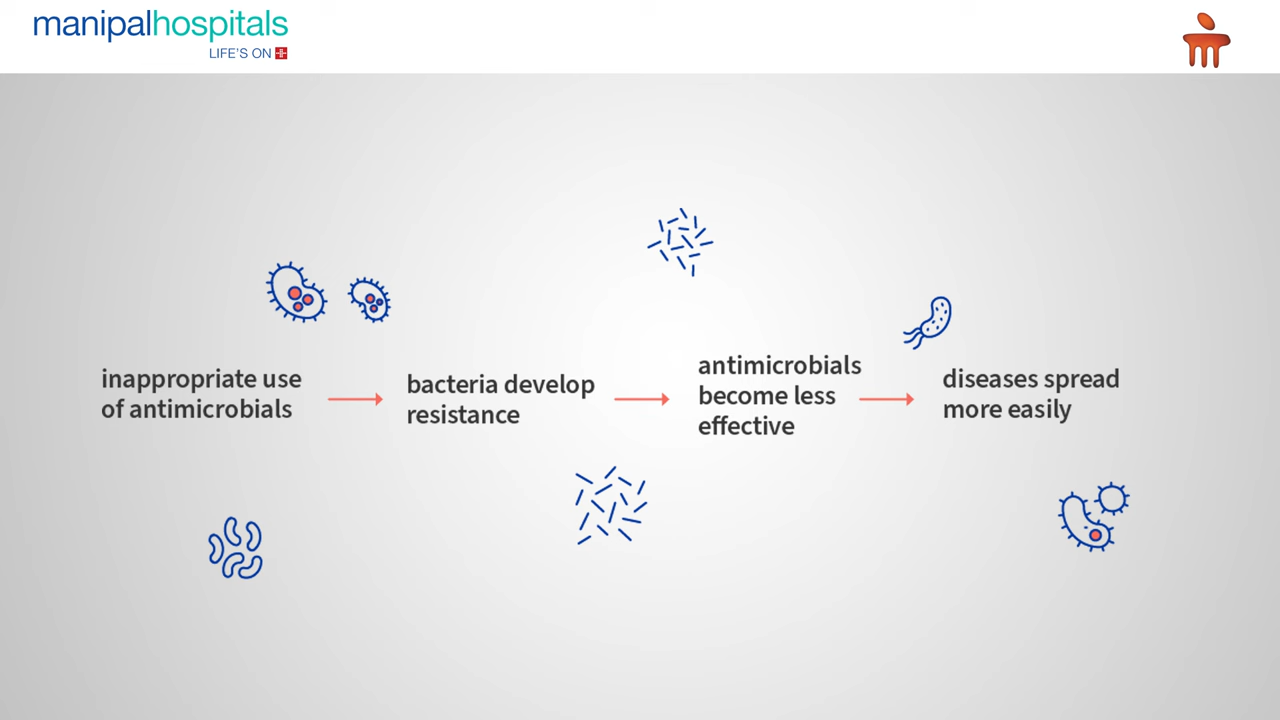 manipalhospitals
LIFE'S ON
inappropriate use
of antimicrobials
bacteria develop
resistance
antimicrobials
become less
effective
diseases spread
more easily